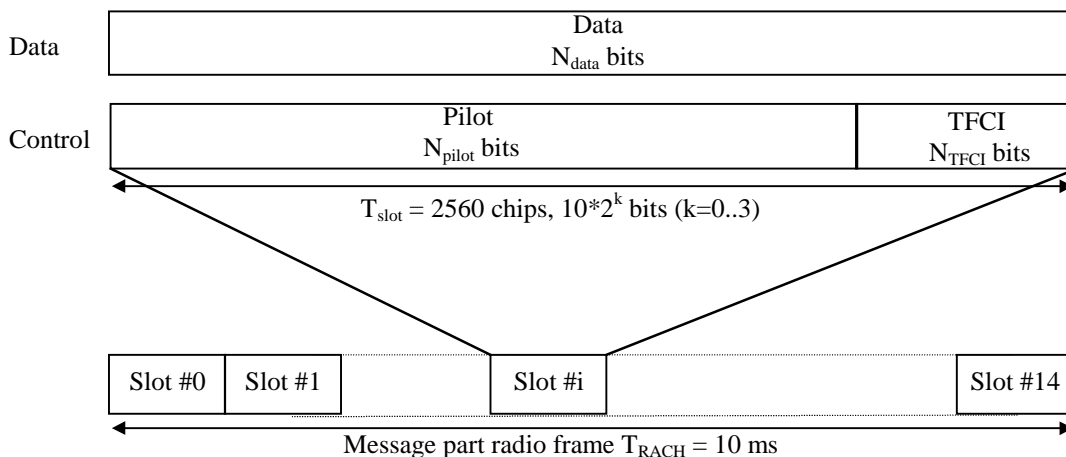 Data
Data
N_data bits
Control
Pilot
N_pilot bits
TFCI
N_TFCI bits
T_slot = 2560 chips, 10*2^k bits (k=0..3)
Slot #0
Slot #1
Slot #i
Slot #14
Message part radio frame T_RACH = 10 ms